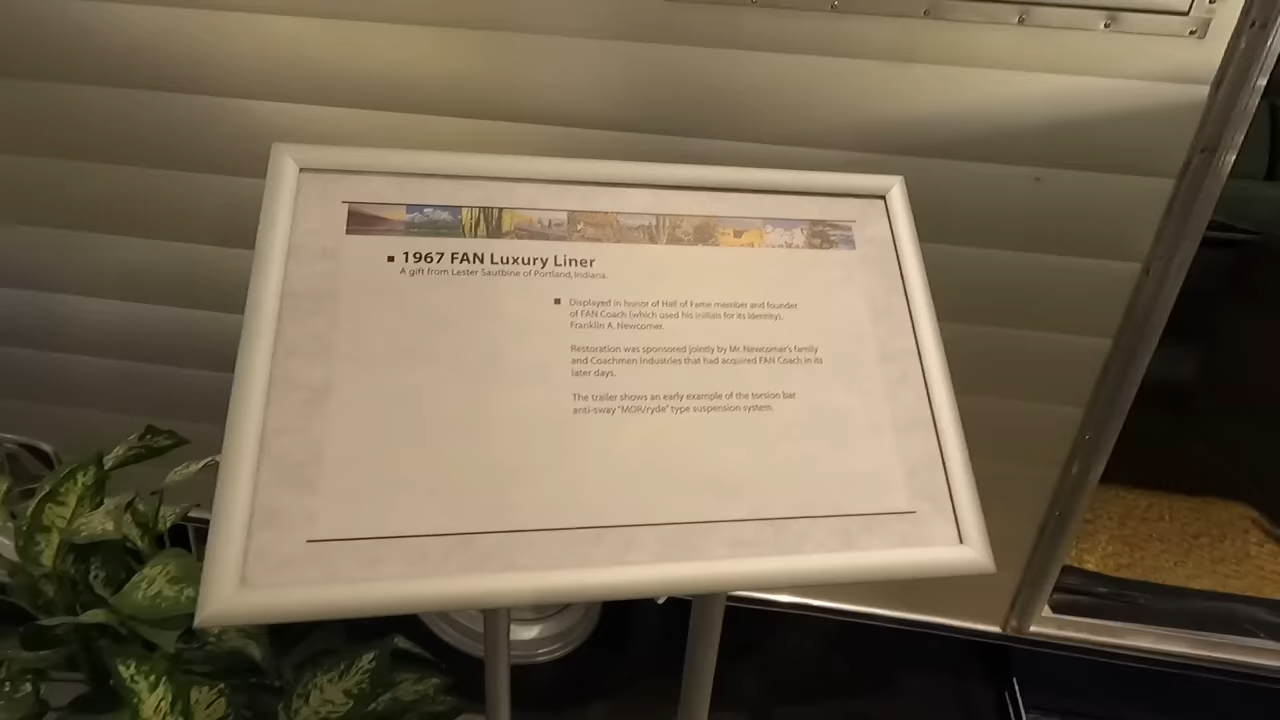 1967 FAN Luxury Liner
A gift from Lester Sautbine of Portland, Indiana.
Displayed in honor of Hall of Fame member and founder
of FAN Coach (which used his initials for its identity),
Franklin A. Newcomer.
Restoration was sponsored jointly by Mr. Newcomer's family
and Coachmen Industries that had acquired FAN Coach in its
later days.
The trailer shows an early example of the torsion bar
anti-sway "MOR/ryde" type suspension system.